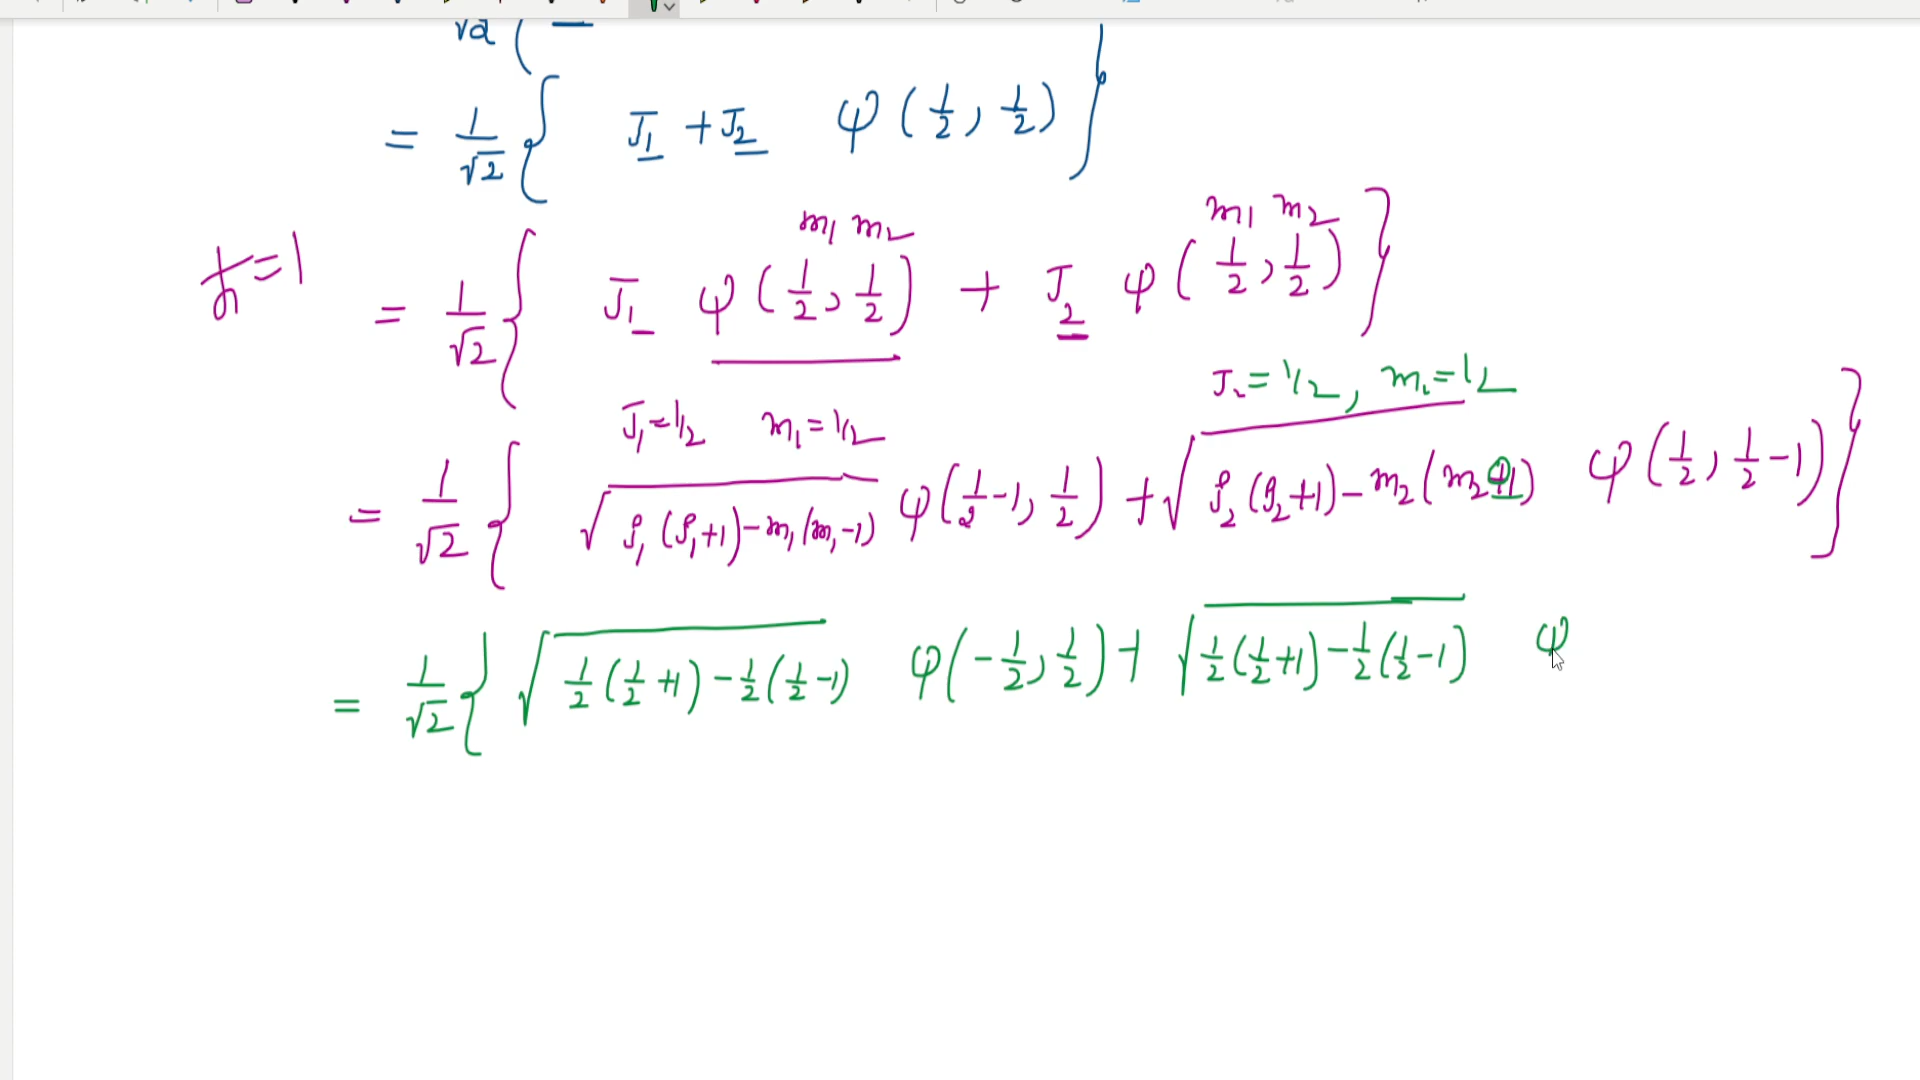 √2 {
= 1/√2 { J₁₋ + J₂₋ φ(1/2, 1/2) }
m₁ m₂ m₁ m₂
ħ=1
= 1/√2 { J₁₋ φ(1/2, 1/2) + J₂₋ φ(1/2, 1/2) }
J₂ = 1/2, m₂ = 1/2
J₁ = 1/2 m₁ = 1/2
= 1/√2 { √(j₁(j₁+1)-m₁(m₁-1)) φ(1/2-1, 1/2) + √(j₂(j₂+1)-m₂(m₂-1)) φ(1/2, 1/2-1) }
= 1/√2 { √(1/2(1/2+1)-1/2(1/2-1)) φ(-1/2, 1/2) + √(1/2(1/2+1)-1/2(1/2-1)) φ